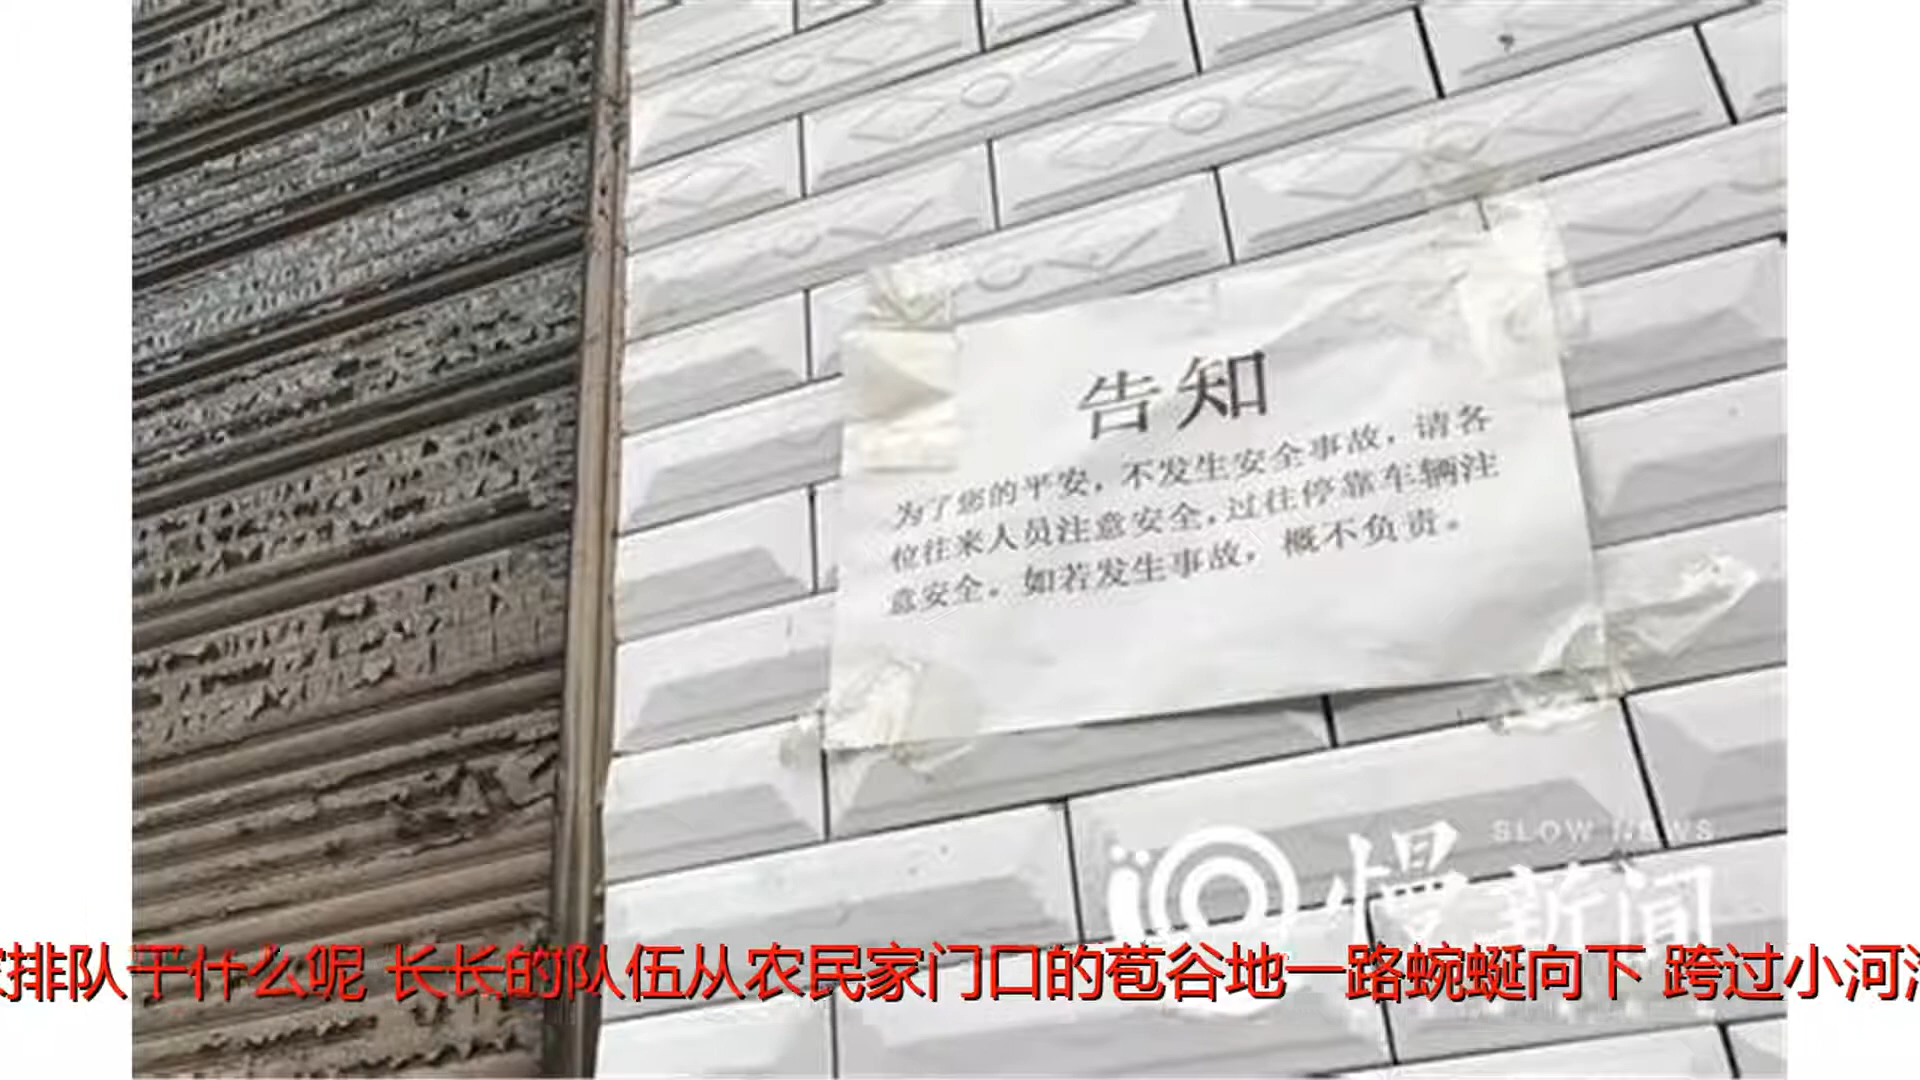 告知
为了您的平安，不发生安全事故，请各
位往来人员注意安全，过往停靠车辆注
意安全。如若发生事故，概不负责。
SLOW NEWS
慢新闻
排队干什么呢 长长的队伍从农民家门口的苞谷地一路蜿蜒向下 跨过小河